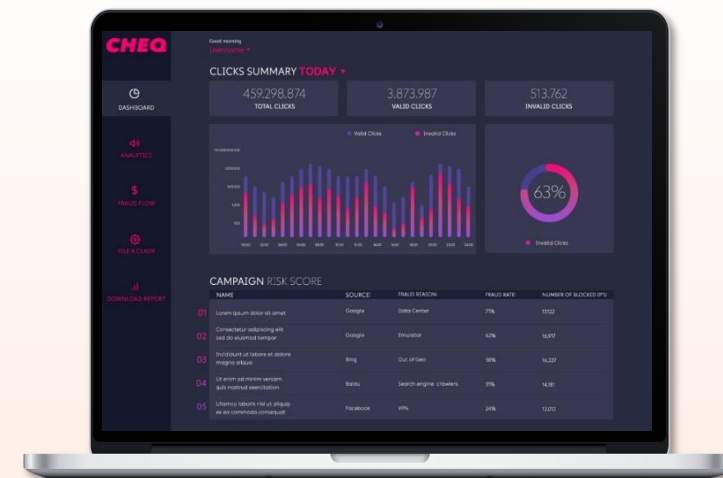 CHEQ
Good morning
Username
CLICKS SUMMARY TODAY
459.298.874
TOTAL CLICKS
3.873.987
VALID CLICKS
513.762
INVALID CLICKS
DASHBOARD
ANALYTICS
FRAUD FLOW
FILE A CLAIM
DOWNLOAD REPORT
Valid Clicks
Invalid Clicks
63%
Invalid Clicks
CAMPAIGN RISK SCORE
NAME SOURCE: FRAUD REASON: FRAUD RATE: NUMBER OF BLOCKED IP'S:
01 Lorem ipsum dolor sit amet Google Data Center 71%
02 Consectetur adipiscing elit
sed do eiusmod tempor Google Emulator 63% 16,917
03 Incididunt ut labore et dolore
magna aliqua Bing Out of Geo 38% 16,227
04 Ut enim ad minim veniam
quis nostrud exercitation Baidu Search engine crawlers 31% 14,181
05 Ullamco laboris nisi ut aliquip
ex ea commodo consequat Facebook VPN 24% 13,012